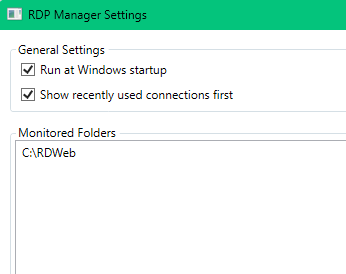 RDP Manager Settings
General Settings
Run at Windows startup
Show recently used connections first
Monitored Folders
C:\RDWeb